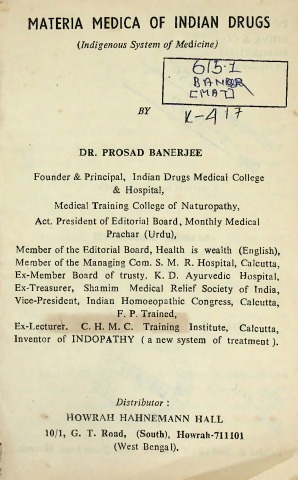 MATERIA MEDICA OF INDIAN DRUGS
(Indigenous System of Medicine)
615·1
BANER
[MAT]
BY
K-417
DR. PROSAD BANERJEE
Founder & Principal, Indian Drugs Medical College
& Hospital,
Medical Training College of Naturopathy,
Act. President of Editorial Board, Monthly Medical
Prachar (Urdu),
Member of the Editorial Board, Health is wealth (English),
Member of the Managing Com. S. M. R. Hospital, Calcutta,
Ex-Member Board of trusty. K. D. Ayurvedic Hospital,
Ex-Treasurer, Shamim Medical Relief Society of India,
Vice-President, Indian Homoeopathic Congress, Calcutta,
F. P. Trained,
Ex-Lecturer, C. H. M. C. Training Institute, Calcutta,
Inventor of INDOPATHY ( a new system of treatment ).
Distributor :
HOWRAH HAHNEMANN HALL
10/1, G. T. Road, (South), Howrah-711101
(West Bengal).